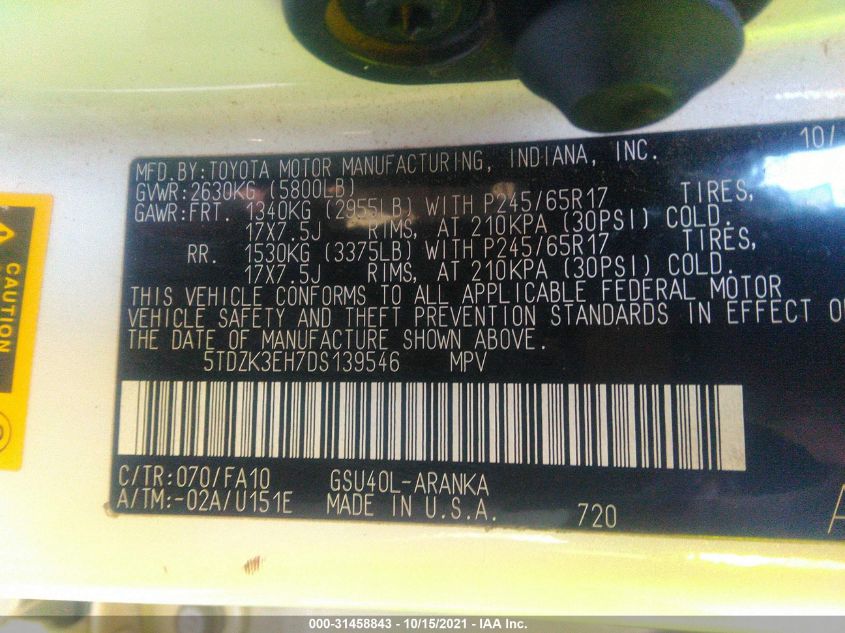 MFD.BY:TOYOTA MOTOR MANUFACTURING, INDIANA, INC. 10/
GVWR:2630KG (5800LB)
GAWR:FRT. 1340KG (2955LB) WITH P245/65R17 TIRES,
17X7.5J RIMS, AT 210KPA (30PSI) COLD.
RR. 1530KG (3375LB) WITH P245/65R17 TIRES,
17X7.5J RIMS, AT 210KPA (30PSI) COLD.
THIS VEHICLE CONFORMS TO ALL APPLICABLE FEDERAL MOTOR
VEHICLE SAFETY AND THEFT PREVENTION STANDARDS IN EFFECT O
THE DATE OF MANUFACTURE SHOWN ABOVE.
5TDZK3EH7DS139546 MPV
C/TR:070/FA10 GSU40L-ARANKA
A/TM:-02A/U151E MADE IN U.S.A. 720
A
CAUTION
000-31458843 - 10/15/2021 - IAA Inc.